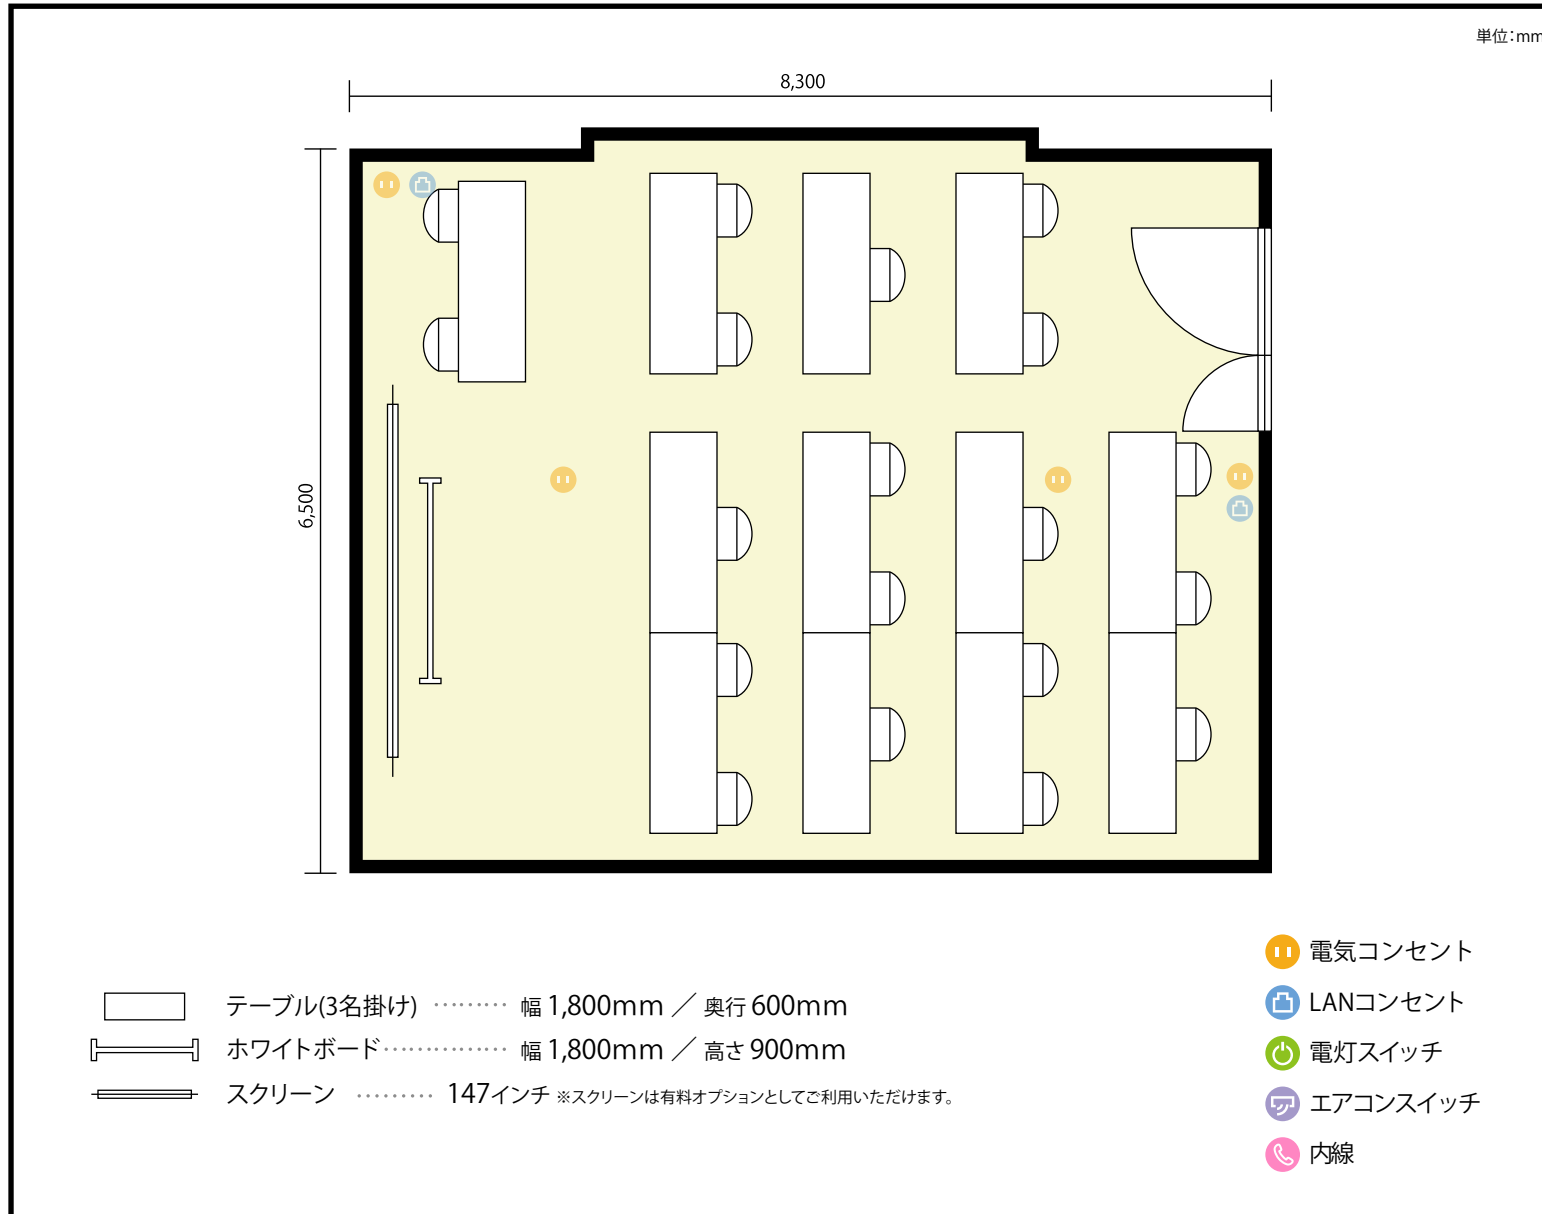 単位：mm
8,300
6,500
電気コンセント
LANコンセント
電灯スイッチ
エアコンスイッチ
内線
テーブル(3名掛け) ········· 幅 1,800mm ／ 奥行 600mm
ホワイトボード ··············· 幅 1,800mm ／ 高さ 900mm
スクリーン ········· 147インチ ※スクリーンは有料オプションとしてご利用いただけます。